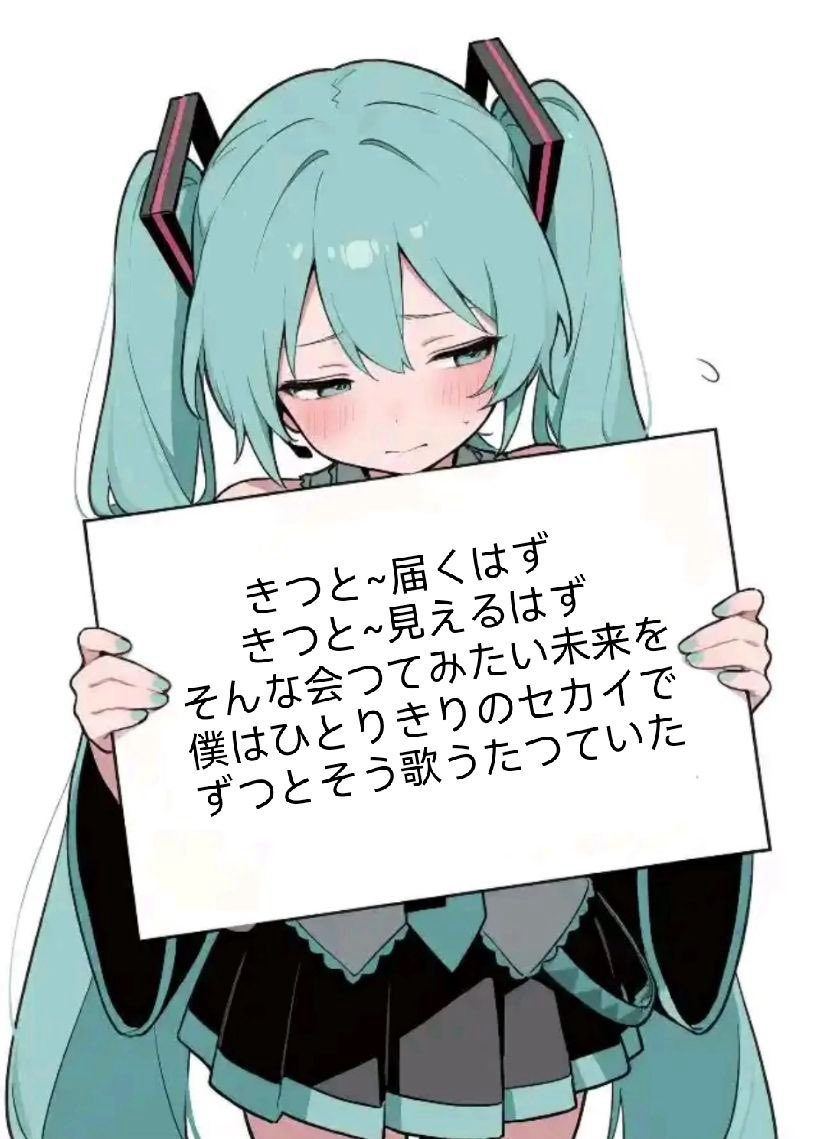 きつと~届くはず
きつと~見えるはず
そんな会つてみたい未来を
僕はひとりきりのセカイで
ずつとそう歌うたつていた